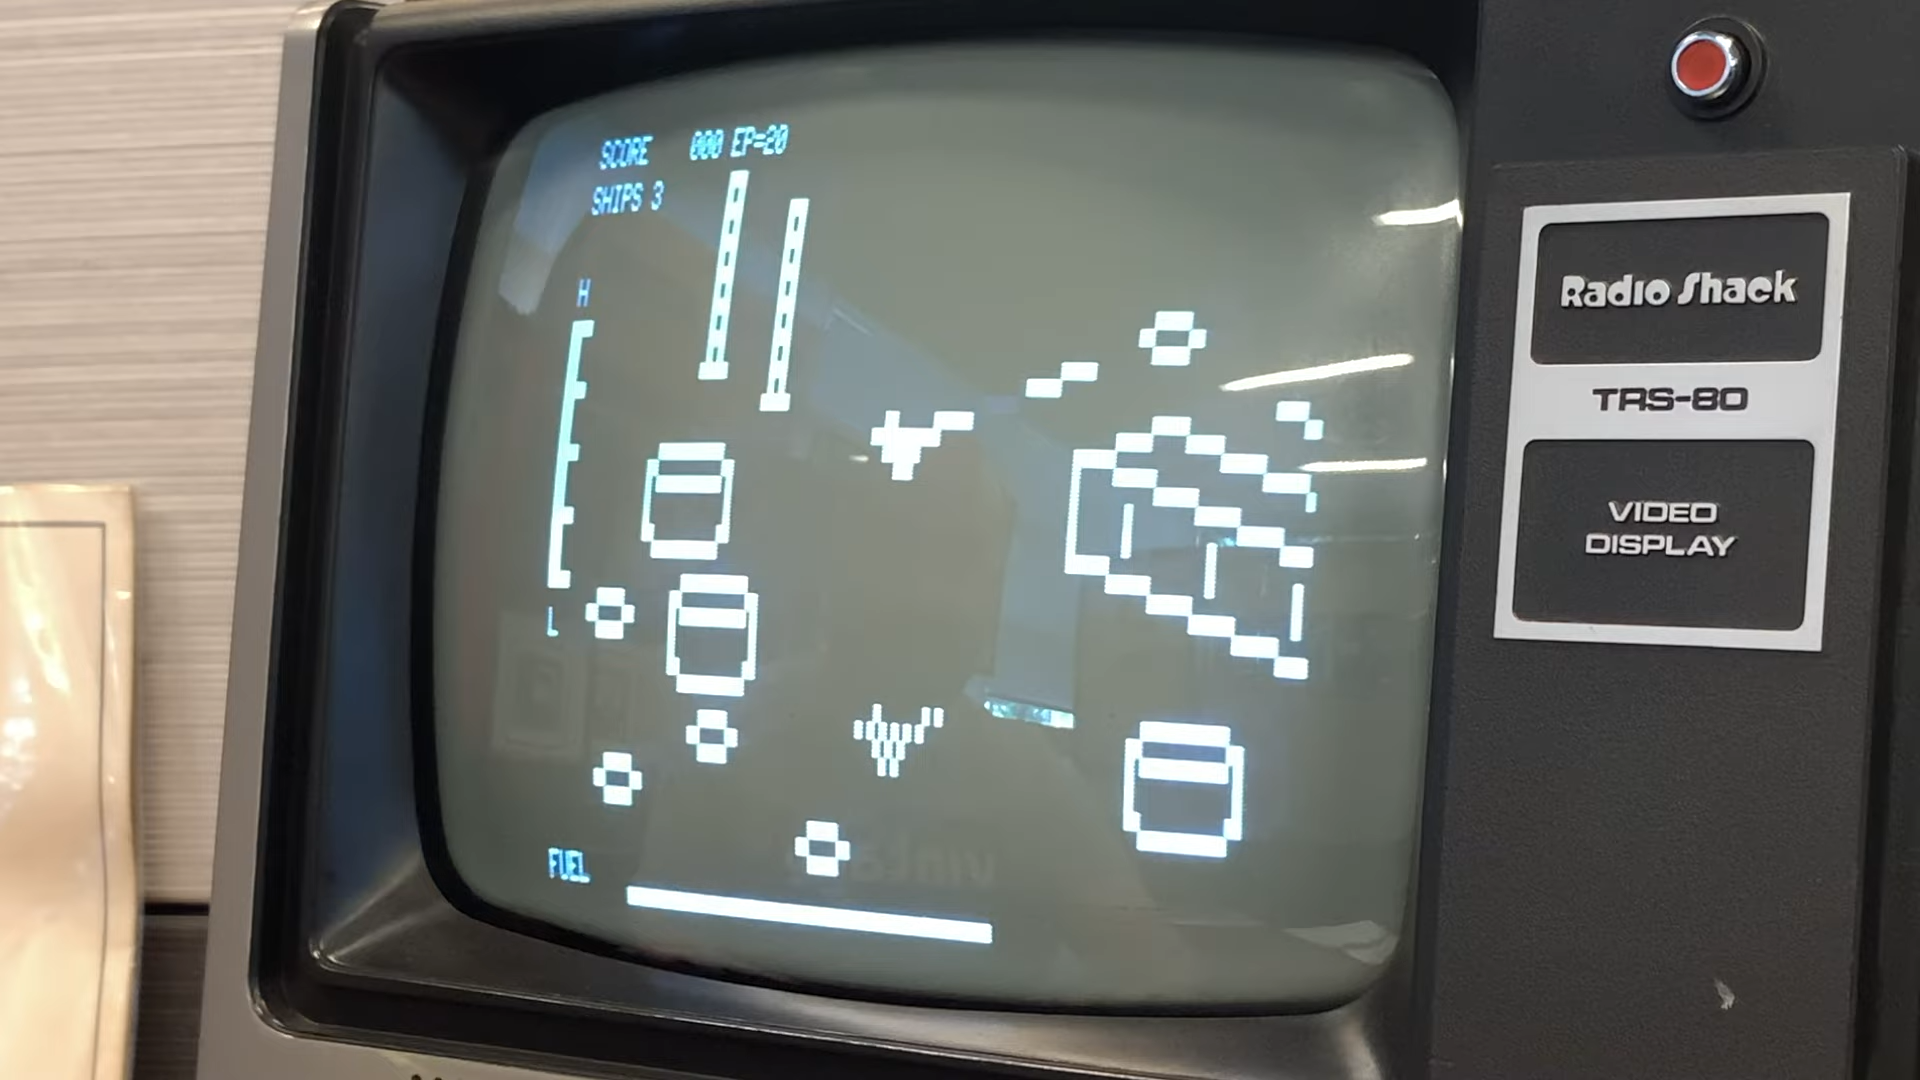 SCORE 000 EP=20
SHIPS 3
H
L
FUEL
Radio Shack
TRS-80
VIDEO
DISPLAY